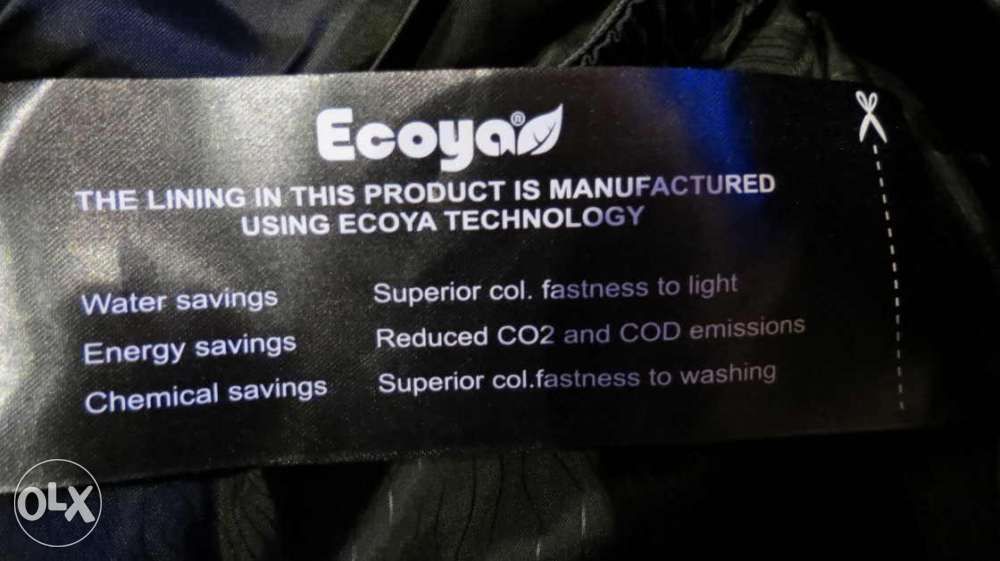 Ecoya®
THE LINING IN THIS PRODUCT IS MANUFACTURED
USING ECOYA TECHNOLOGY
Water savings
Energy savings
Chemical savings
Superior col. fastness to light
Reduced CO2 and COD emissions
Superior col.fastness to washing
OLX